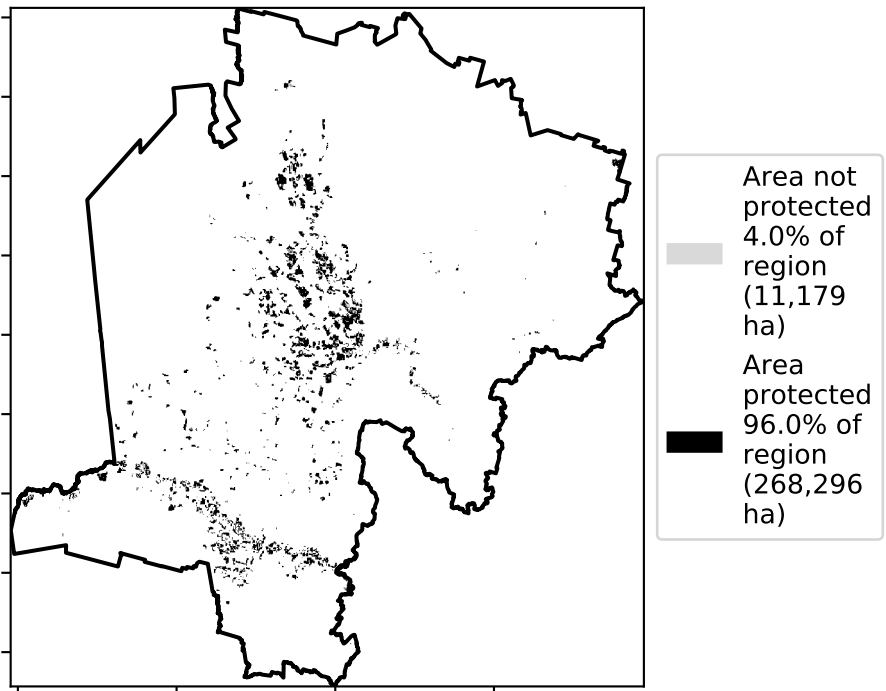 Area not
protected
4.0% of
region
(11,179
ha)
Area
protected
96.0% of
region
(268,296
ha)